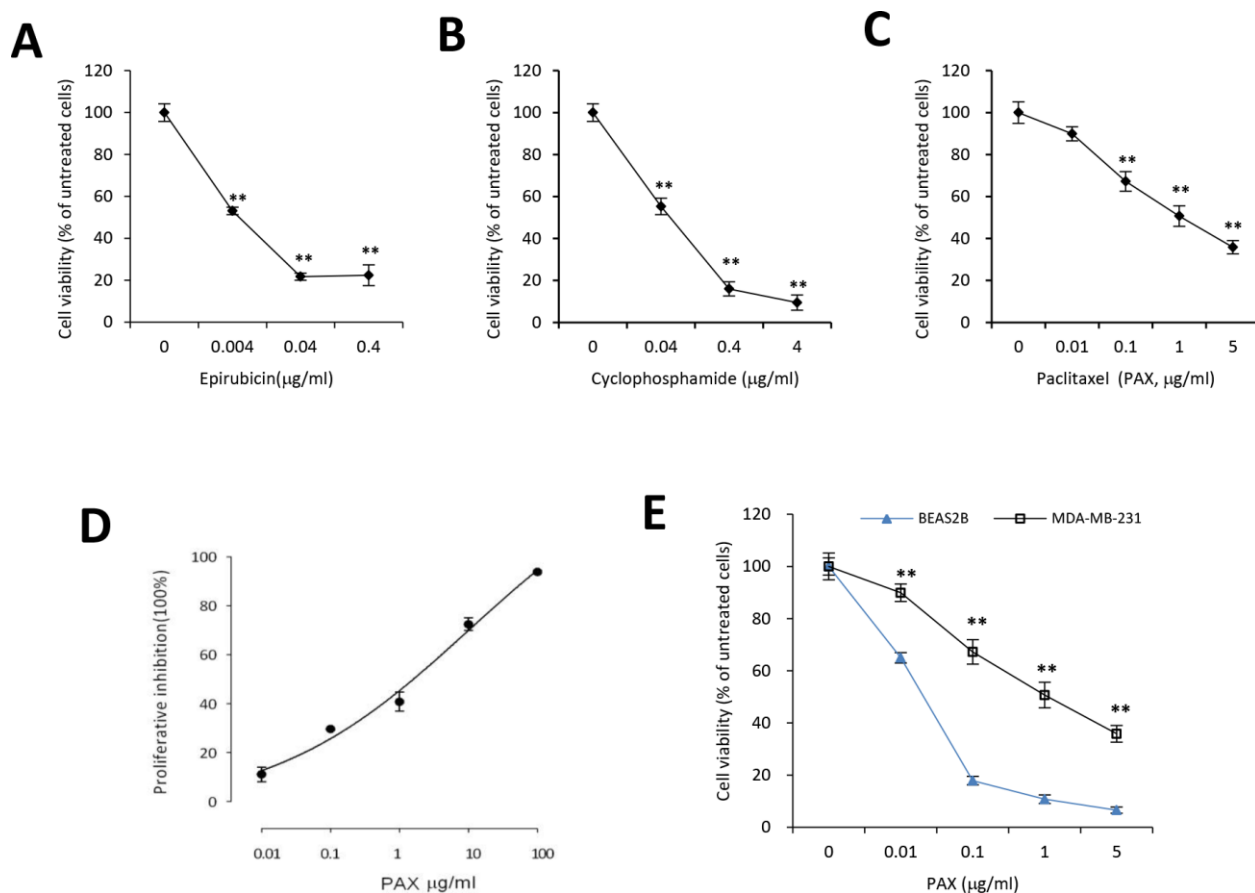 A
Cell viability (% of untreated cells)
120
100
80
60
40
20
0
**
**
**
0 0.004 0.04 0.4
Epirubicin(μg/ml)
B
Cell viability (% of untreated cells)
120
100
80
60
40
20
0
**
**
**
0 0.04 0.4 4
Cyclophosphamide (μg/ml)
C
Cell viability (% of untreated cells)
120
100
80
60
40
20
0
**
**
**
0 0.01 0.1 1 5
Paclitaxel (PAX, μg/ml)
D
Proliferative inhibition(100%)
100
80
60
40
20
0
0.01 0.1 1 10 100
PAX μg/ml
E
BEAS2B MDA-MB-231
Cell viability (% of untreated cells)
120
100
80
60
40
20
0
**
**
**
**
0 0.01 0.1 1 5
PAX (μg/ml)